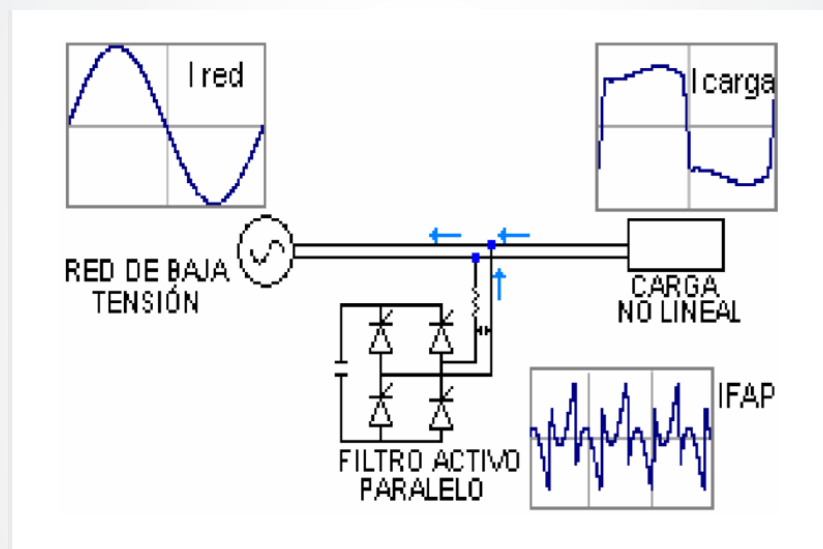 I red
I carga
RED DE BAJA
TENSIÓN
CARGA
NO LINEAL
IFAP
FILTRO ACTIVO
PARALELO